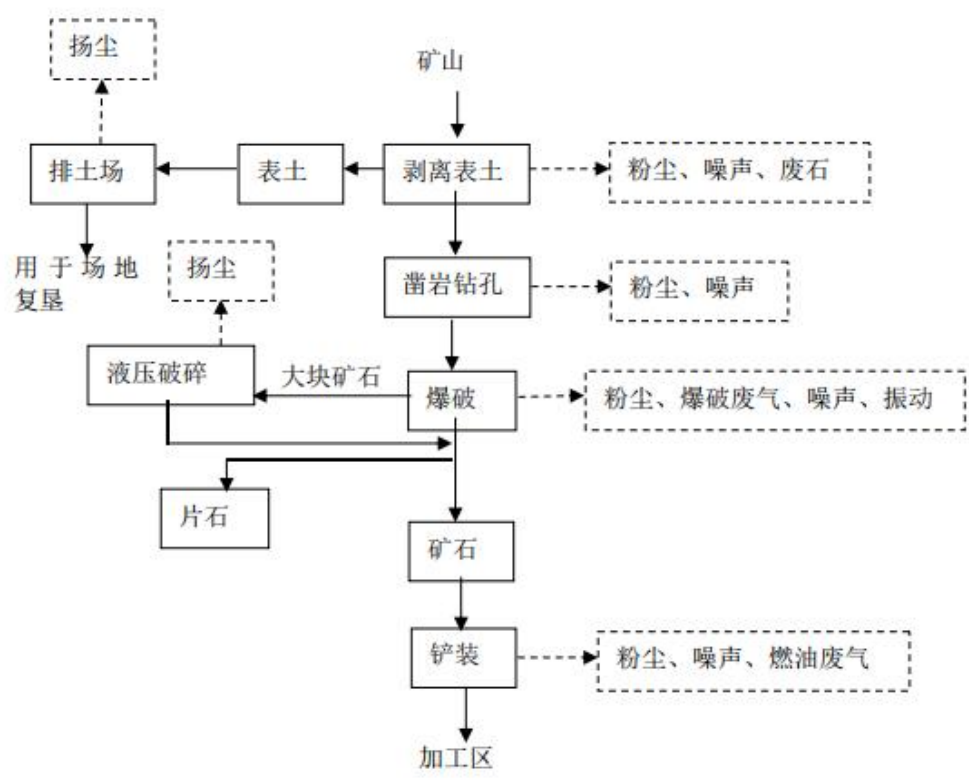 扬尘
矿山
排土场
表土
剥离表土
粉尘、噪声、废石
用于场地
复垦
扬尘
凿岩钻孔
粉尘、噪声
液压破碎
大块矿石
爆破
粉尘、爆破废气、噪声、振动
片石
矿石
铲装
粉尘、噪声、燃油废气
加工区